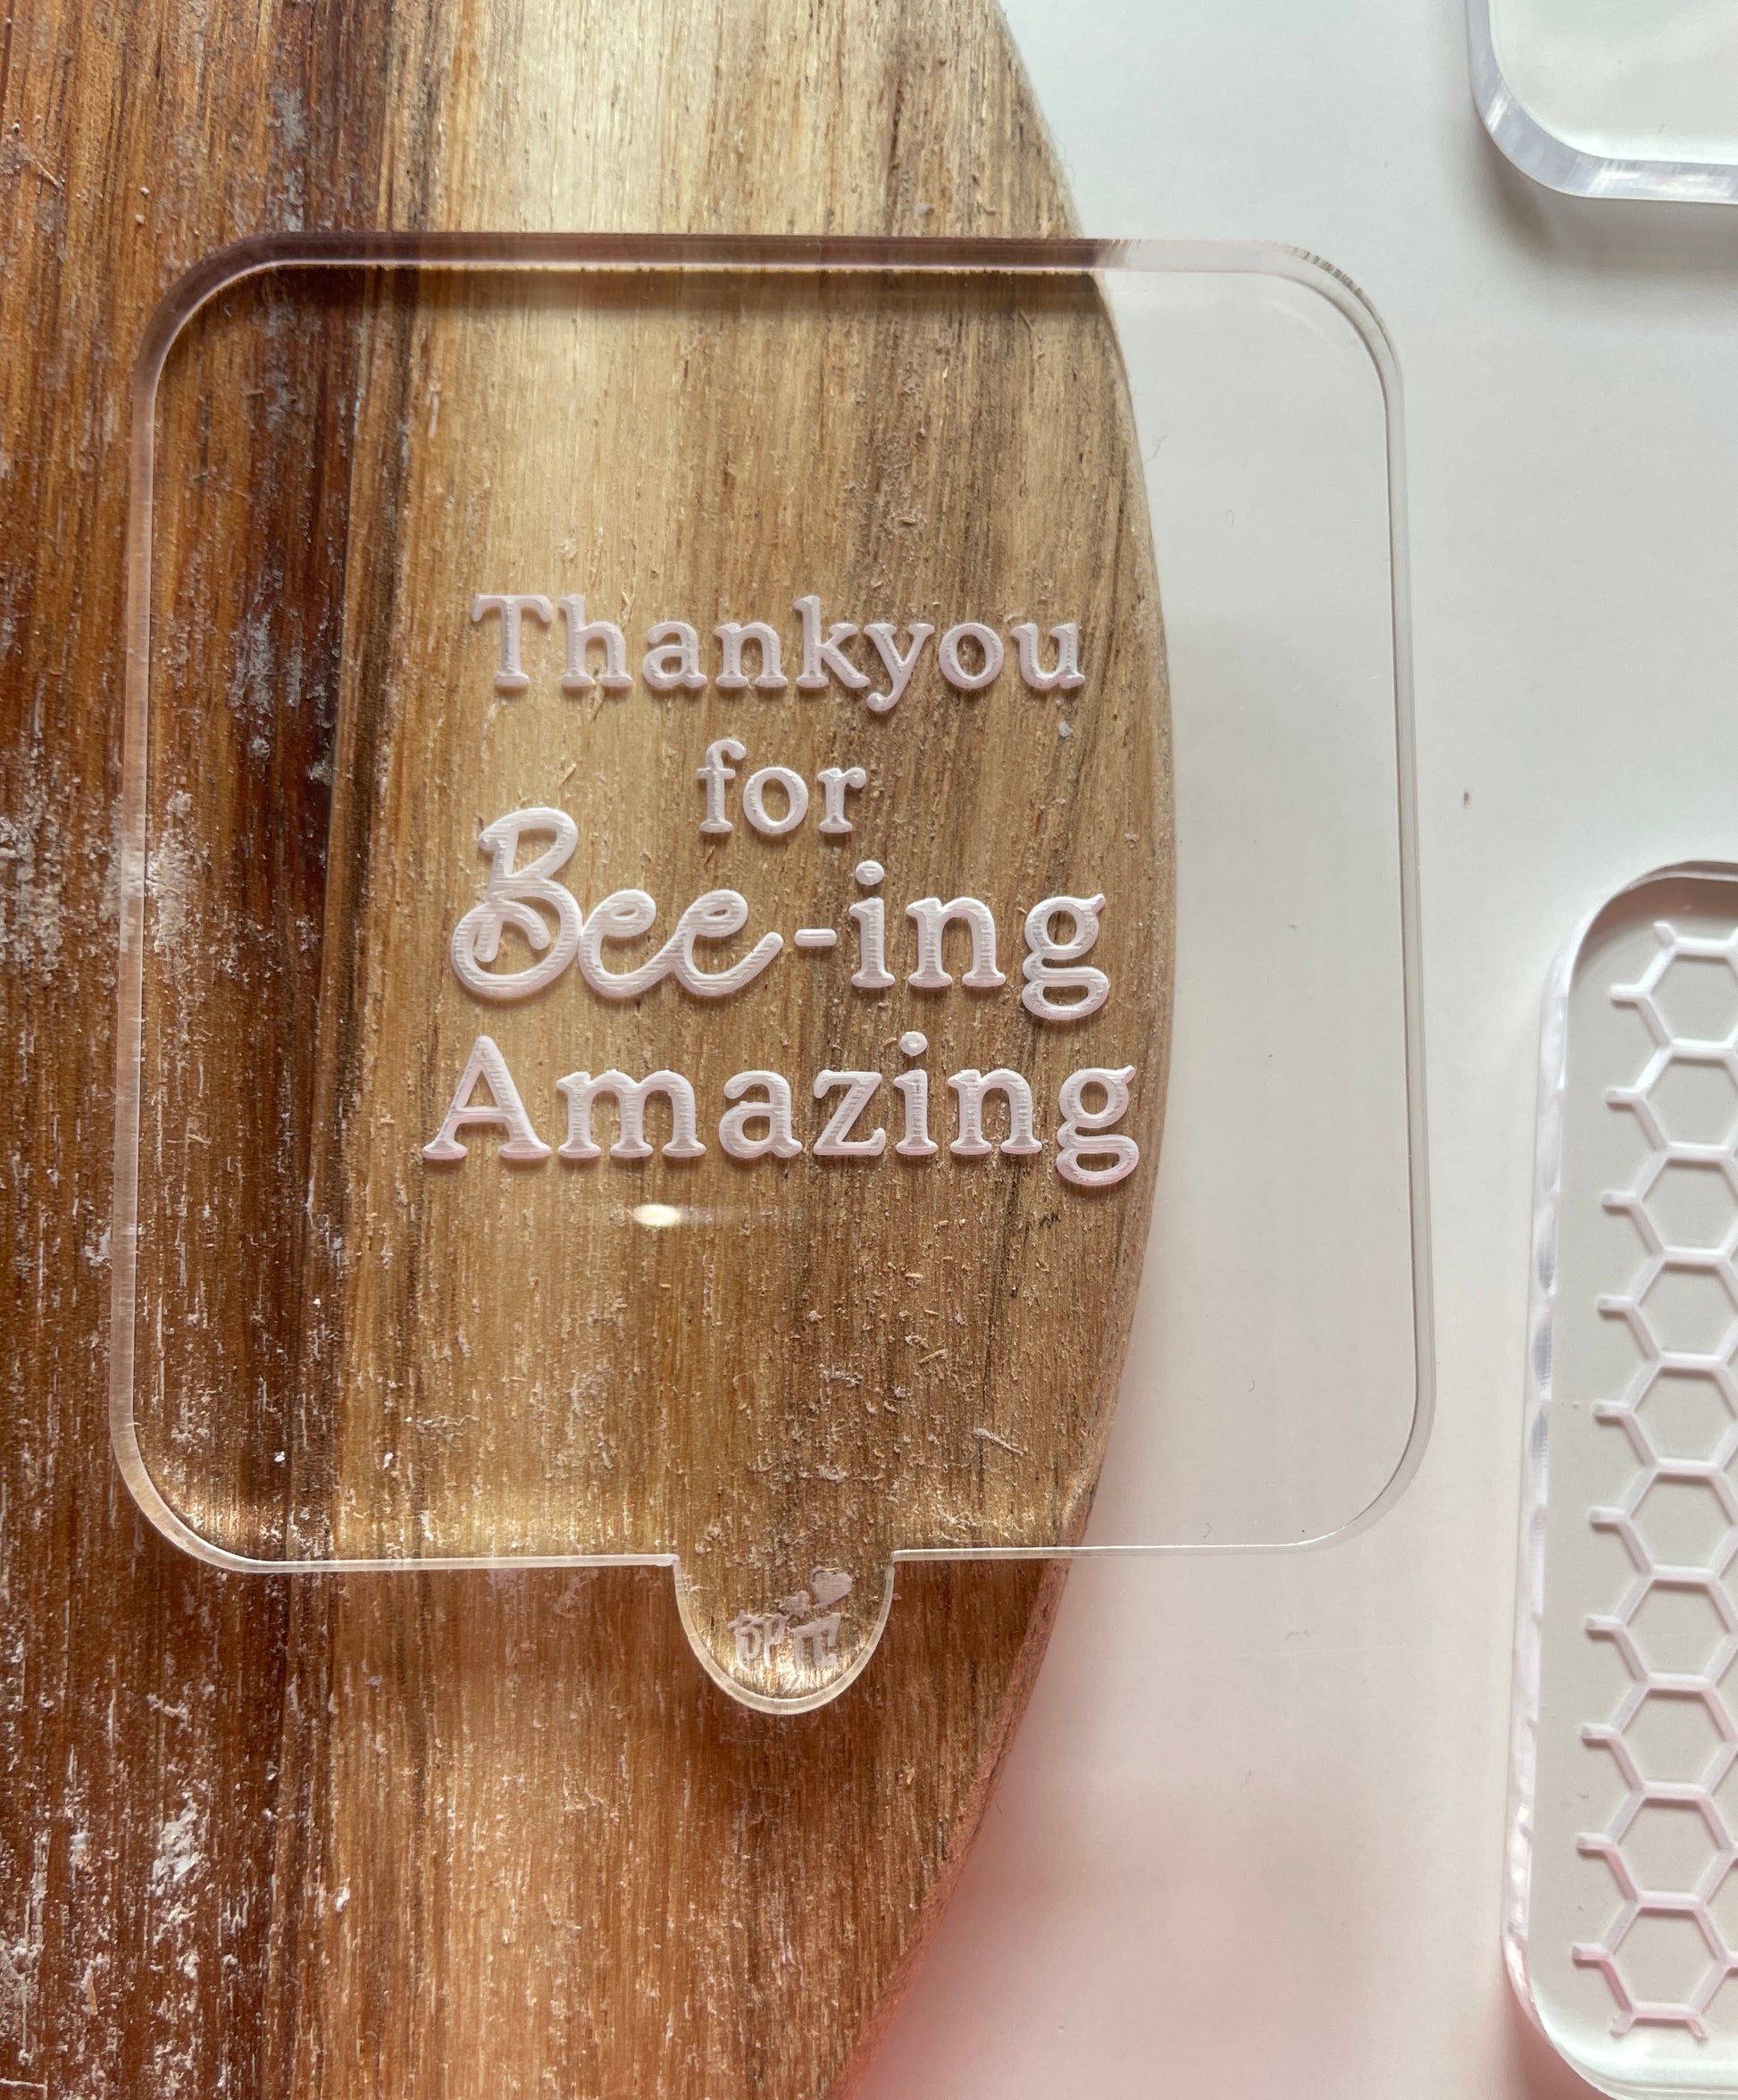 Thankyou
for
Bee-ing
Amazing